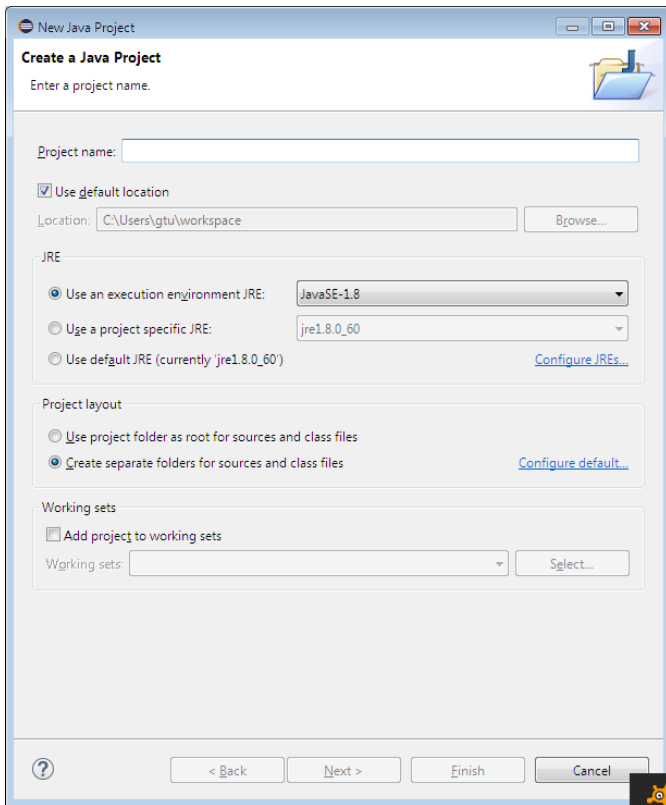 New Java Project
Create a Java Project
Enter a project name.
Project name:
Use default location
Location: C:\Users\gtu\workspace Browse...
JRE
Use an execution environment JRE: JavaSE-1.8
Use a project specific JRE: jre1.8.0_60
Use default JRE (currently 'jre1.8.0_60') Configure JREs...
Project layout
Use project folder as root for sources and class files
Create separate folders for sources and class files Configure default...
Working sets
Add project to working sets
Working sets: Select...
? < Back Next > Finish Cancel